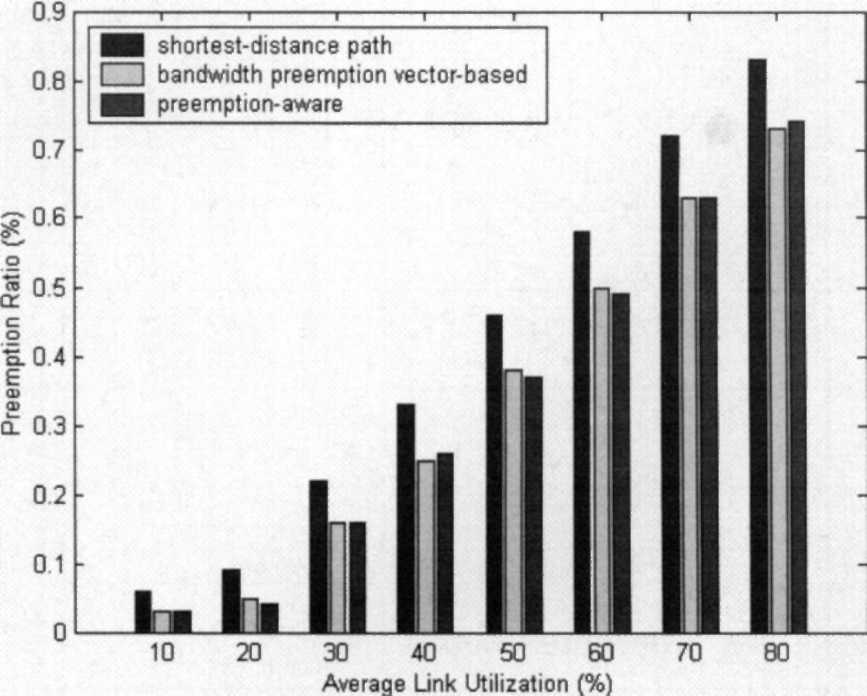 0.9
0.8
0.7
0.6
0.5
0.4
0.3
0.2
0.1
0
Preemption Ratio (%)
shortest-distance path
bandwidth preemption vector-based
preemption-aware
10 20 30 40 50 60 70 80
Average Link Utilization (%)